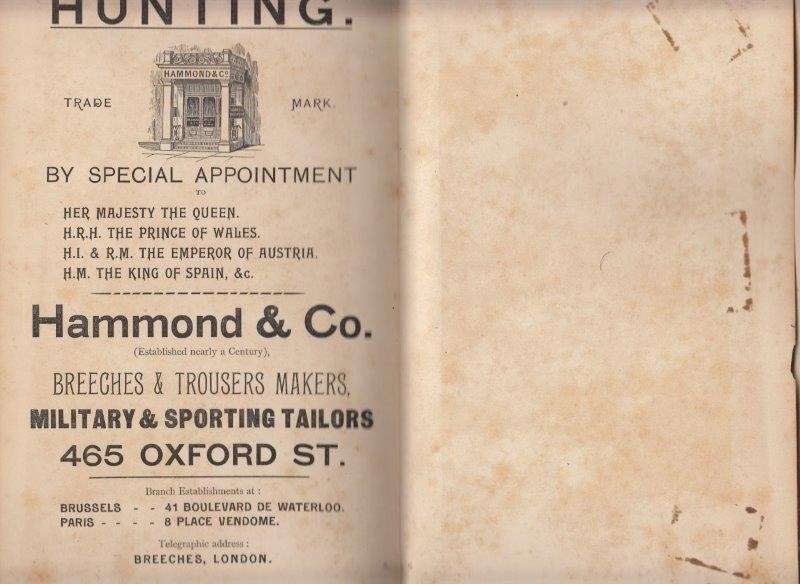 HUNTING.
HAMMOND & Co.
TRADE MARK.
BY SPECIAL APPOINTMENT
TO
HER MAJESTY THE QUEEN.
H.R.H. THE PRINCE OF WALES.
H.I. & R.M. THE EMPEROR OF AUSTRIA.
H.M. THE KING OF SPAIN, &c.
Hammond & Co.
(Established nearly a Century),
BREECHES & TROUSERS MAKERS,
MILITARY & SPORTING TAILORS
465 OXFORD ST.
Branch Establishments at :
BRUSSELS - - 41 BOULEVARD DE WATERLOO.
PARIS - - - - 8 PLACE VENDOME.
Telegraphic address :
BREECHES, LONDON.